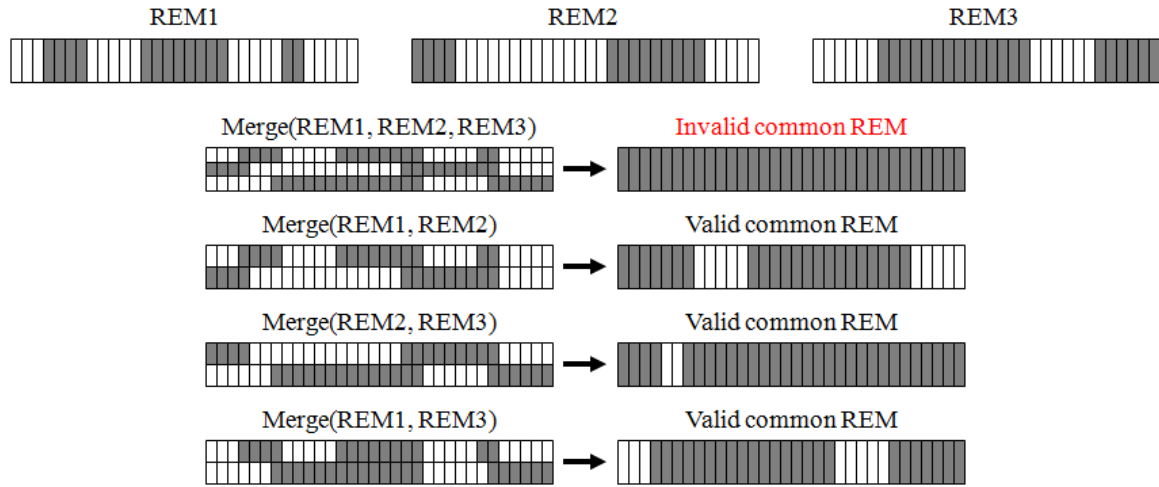 REM1
REM2
REM3
Merge(REM1, REM2, REM3)
Invalid common REM
Merge(REM1, REM2)
Valid common REM
Merge(REM2, REM3)
Valid common REM
Merge(REM1, REM3)
Valid common REM